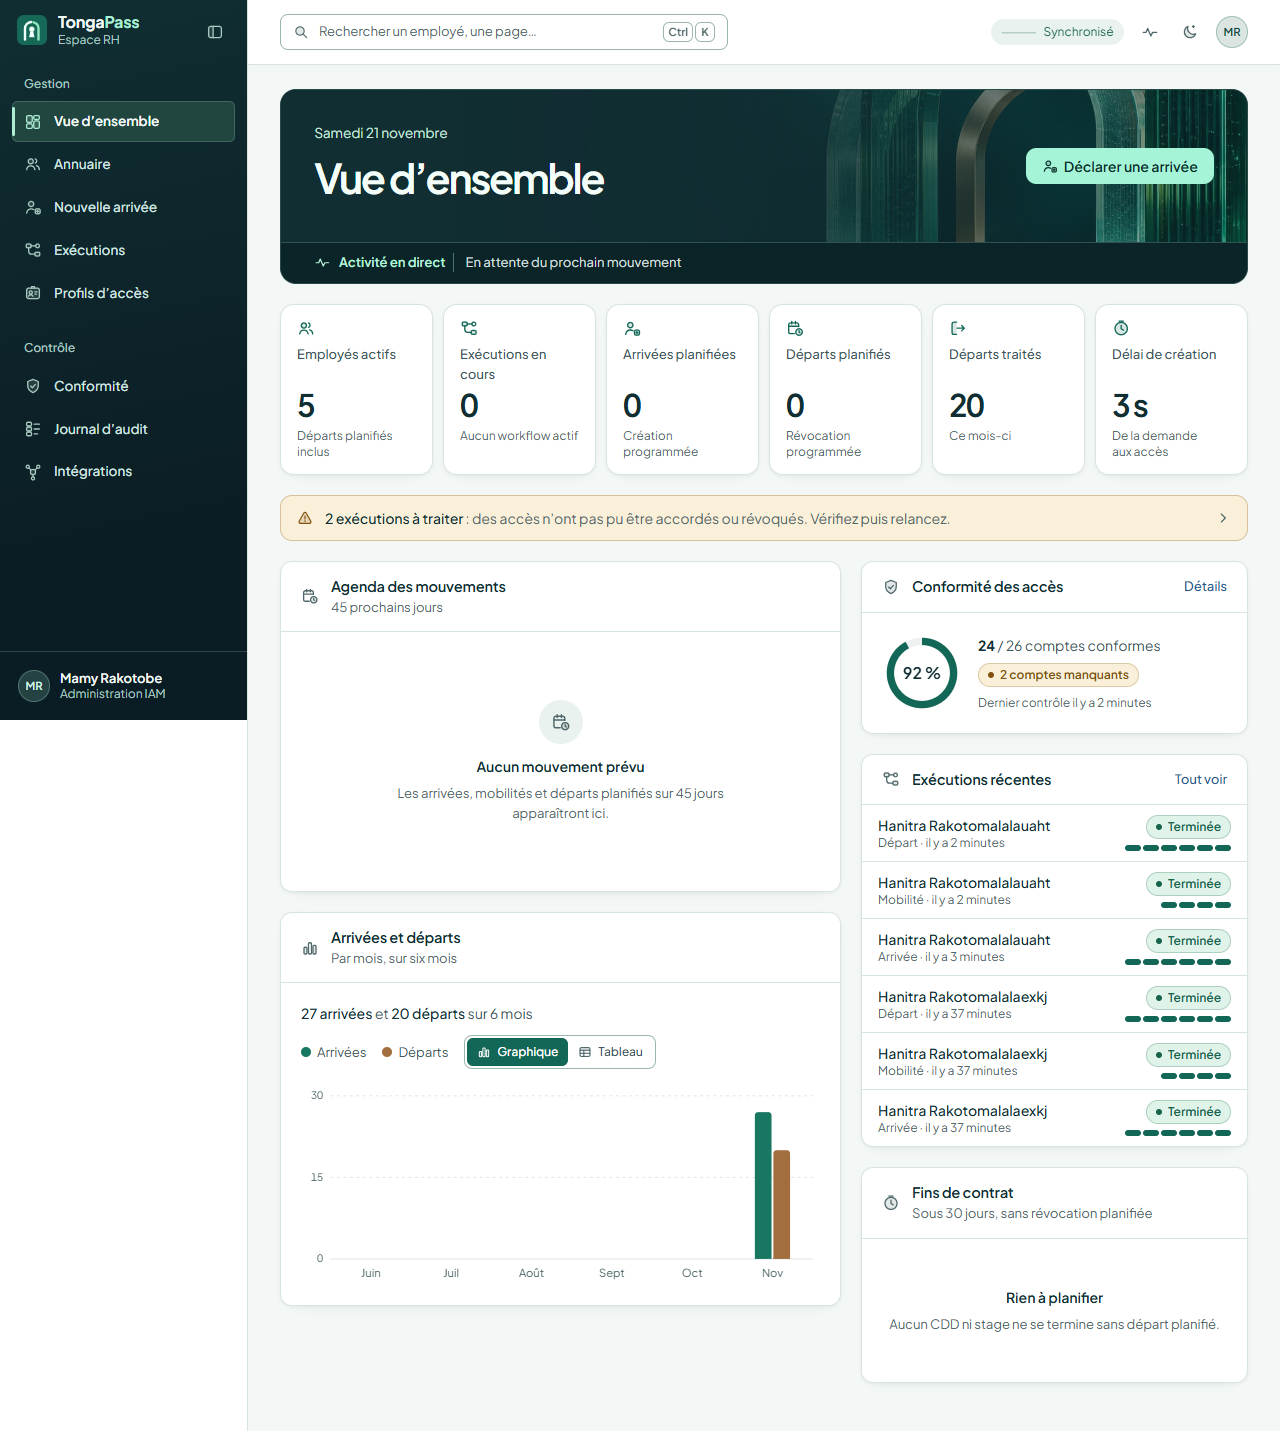 TongaPass
Espace RH
Gestion
Vue d’ensemble
Annuaire
Nouvelle arrivée
Exécutions
Profils d’accès
Contrôle
Conformité
Journal d’audit
Intégrations
MR
Mamy Rakotobe
Administration IAM
Rechercher un employé, une page…
Ctrl K
Synchronisé
MR
Samedi 21 novembre
Vue d’ensemble
Déclarer une arrivée
Activité en direct
En attente du prochain mouvement
Employés actifs
5
Départs planifiés
inclus
Exécutions en
cours
0
Aucun workflow actif
Arrivées planifiées
0
Création
programmée
Départs planifiés
0
Révocation
programmée
Départs traités
20
Ce mois-ci
Délai de création
3 s
De la demande
aux accès
2 exécutions à traiter : des accès n’ont pas pu être accordés ou révoqués. Vérifiez puis relancez.
Agenda des mouvements
45 prochains jours
Aucun mouvement prévu
Les arrivées, mobilités et départs planifiés sur 45 jours
apparaîtront ici.
Arrivées et départs
Par mois, sur six mois
27 arrivées et 20 départs sur 6 mois
Arrivées
Départs
Graphique
Tableau
30
15
0
Juin
Juil
Août
Sept
Oct
Nov
Conformité des accès
Détails
92 %
24 / 26 comptes conformes
2 comptes manquants
Dernier contrôle il y a 2 minutes
Exécutions récentes
Tout voir
Hanitra Rakotomalalauaht
Terminée
Départ · il y a 2 minutes
Hanitra Rakotomalalauaht
Terminée
Mobilité · il y a 2 minutes
Hanitra Rakotomalalauaht
Terminée
Arrivée · il y a 3 minutes
Hanitra Rakotomalalaexkj
Terminée
Départ · il y a 37 minutes
Hanitra Rakotomalalaexkj
Terminée
Mobilité · il y a 37 minutes
Hanitra Rakotomalalaexkj
Terminée
Arrivée · il y a 37 minutes
Fins de contrat
Sous 30 jours, sans révocation planifiée
Rien à planifier
Aucun CDD ni stage ne se termine sans départ planifié.